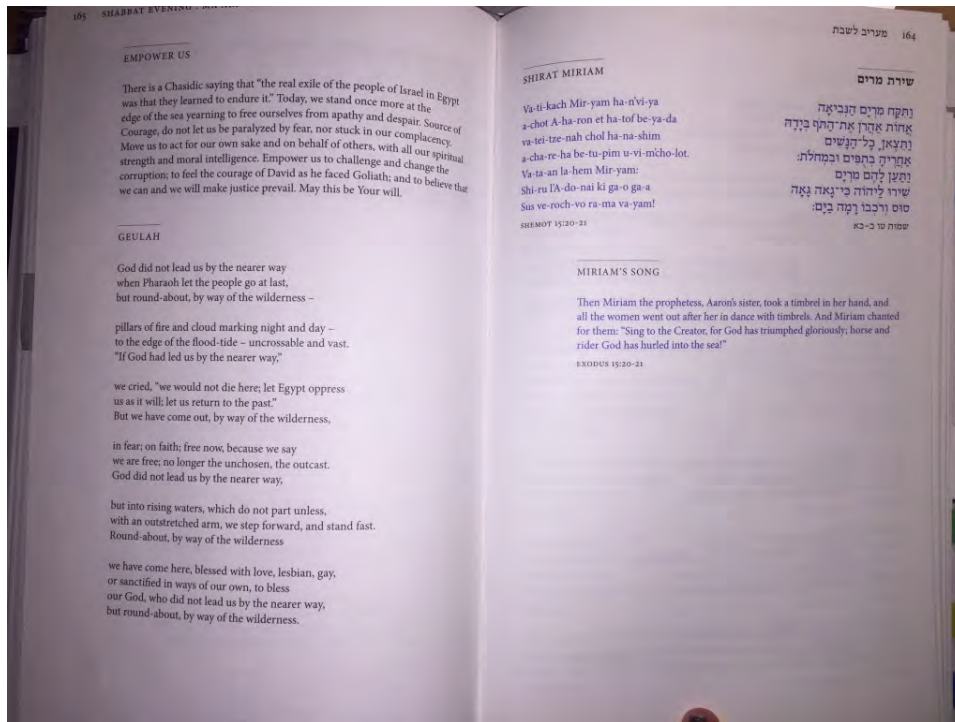 164 מעריב לשבת
שירת מרים
וַתִּקַּח מִרְיָם הַנְּבִיאָה
אֲחוֹת אַהֲרֹן אֶת־הַתֹּף בְּיָדָהּ
וַתֵּצֶאןָ כׇל־הַנָּשִׁים
אַחֲרֶיהָ בְּתֻפִּים וּבִמְחֹלֹת:
וַתַּעַן לָהֶם מִרְיָם
שִׁירוּ לַיהוה כִּי־גָאֹה גָּאָה
סוּס וְרֹכְבוֹ רָמָה בַיָּם:
שמות טו כ-כא
SHIRAT MIRIAM
Va-ti-kach Mir-yam ha-n'vi-ya
a-chot A-ha-ron et ha-tof be-ya-da
va-tei-tze-nah chol ha-na-shim
a-cha-re-ha be-tu-pim u-vi-m'cho-lot.
Va-ta-an la-hem Mir-yam:
Shi-ru l'A-do-nai ki ga-o ga-a
Sus ve-roch-vo ra-ma va-yam!
SHEMOT 15:20-21
MIRIAM'S SONG
Then Miriam the prophetess, Aaron's sister, took a timbrel in her hand, and
all the women went out after her in dance with timbrels. And Miriam chanted
for them: "Sing to the Creator, for God has triumphed gloriously; horse and
rider God has hurled into the sea!"
EXODUS 15:20-21
165 SHABBAT EVENING
EMPOWER US
There is a Chasidic saying that "the real exile of the people of Israel in Egypt
was that they learned to endure it." Today, we stand once more at the
edge of the sea yearning to free ourselves from apathy and despair. Source of
Courage, do not let us be paralyzed by fear, nor stuck in our complacency.
Move us to act for our own sake and on behalf of others, with all our spiritual
strength and moral intelligence. Empower us to challenge and change the
corruption; to feel the courage of David as he faced Goliath; and to believe that
we can and we will make justice prevail. May this be Your will.
GEULAH
God did not lead us by the nearer way
when Pharaoh let the people go at last,
but round-about, by way of the wilderness –
pillars of fire and cloud marking night and day –
to the edge of the flood-tide – uncrossable and vast.
"If God had led us by the nearer way,"
we cried, "we would not die here; let Egypt oppress
us as it will; let us return to the past."
But we have come out, by way of the wilderness,
in fear; on faith; free now, because we say
we are free; no longer the unchosen, the outcast.
God did not lead us by the nearer way,
but into rising waters, which do not part unless,
with an outstretched arm, we step forward, and stand fast.
Round-about, by way of the wilderness
we have come here, blessed with love, lesbian, gay,
or sanctified in ways of our own, to bless
our God, who did not lead us by the nearer way,
but round-about, by way of the wilderness.